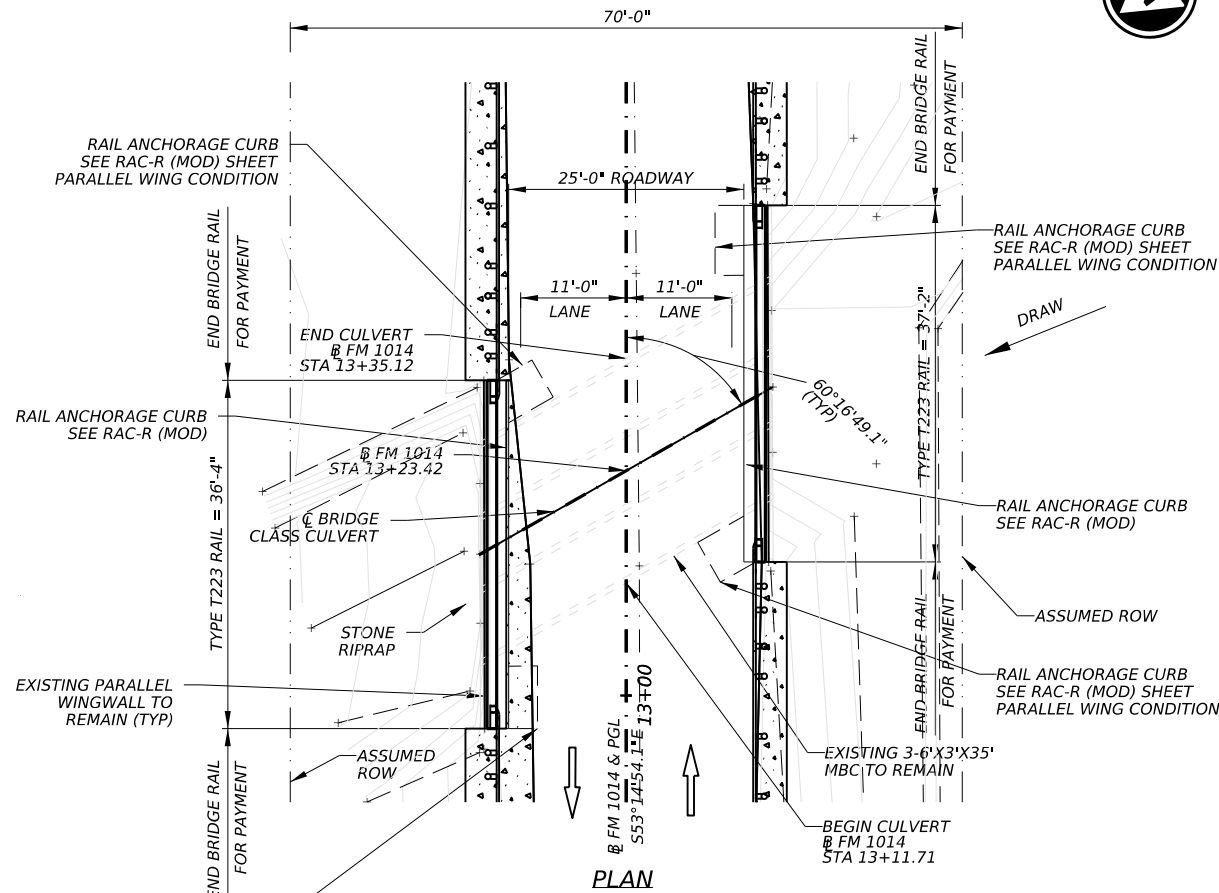 70'-0"
RAIL ANCHORAGE CURB
SEE RAC-R (MOD) SHEET
PARALLEL WING CONDITION
25'-0" ROADWAY
END BRIDGE RAIL
FOR PAYMENT
RAIL ANCHORAGE CURB
SEE RAC-R (MOD) SHEET
PARALLEL WING CONDITION
END BRIDGE RAIL
FOR PAYMENT
11'-0"
LANE
11'-0"
LANE
DRAW
END CULVERT
B FM 1014
STA 13+35.12
60°16'49.1"
(TYP)
RAIL ANCHORAGE CURB
SEE RAC-R (MOD)
B FM 1014
STA 13+23.42
TYPE T223 RAIL = 37'-2"
TYPE T223 RAIL = 36'-4"
RAIL ANCHORAGE CURB
SEE RAC-R (MOD)
CL BRIDGE
CLASS CULVERT
STONE
RIPRAP
ASSUMED ROW
EXISTING PARALLEL
WINGWALL TO
REMAIN (TYP)
END BRIDGE RAIL
FOR PAYMENT
RAIL ANCHORAGE CURB
SEE RAC-R (MOD) SHEET
PARALLEL WING CONDITION
13+00
B FM 1014 & PGL
S53°14'54.1"E
ASSUMED
ROW
EXISTING 3-6'X3'X35'
MBC TO REMAIN
END BRIDGE RAIL
FOR PAYMENT
BEGIN CULVERT
B FM 1014
STA 13+11.71
PLAN